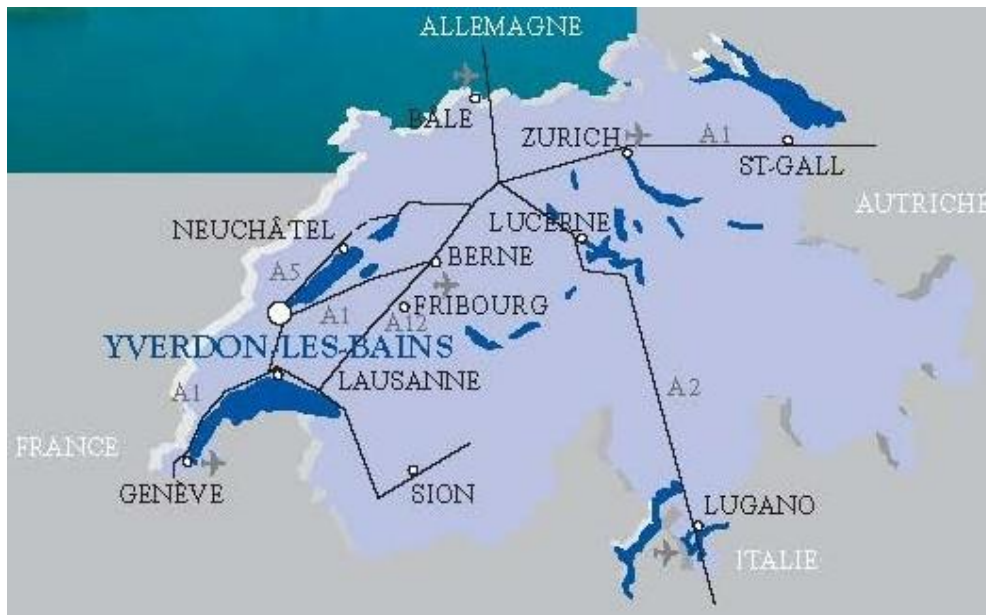 ALLEMAGNE
BÂLE
ZURICH
A1
ST-GALL
AUTRICHE
NEUCHÂTEL
LUCERNE
BERNE
A5
FRIBOURG
A1
A12
YVERDON-LES-BAINS
LAUSANNE
A1
A2
FRANCE
GENÈVE
SION
LUGANO
ITALIE